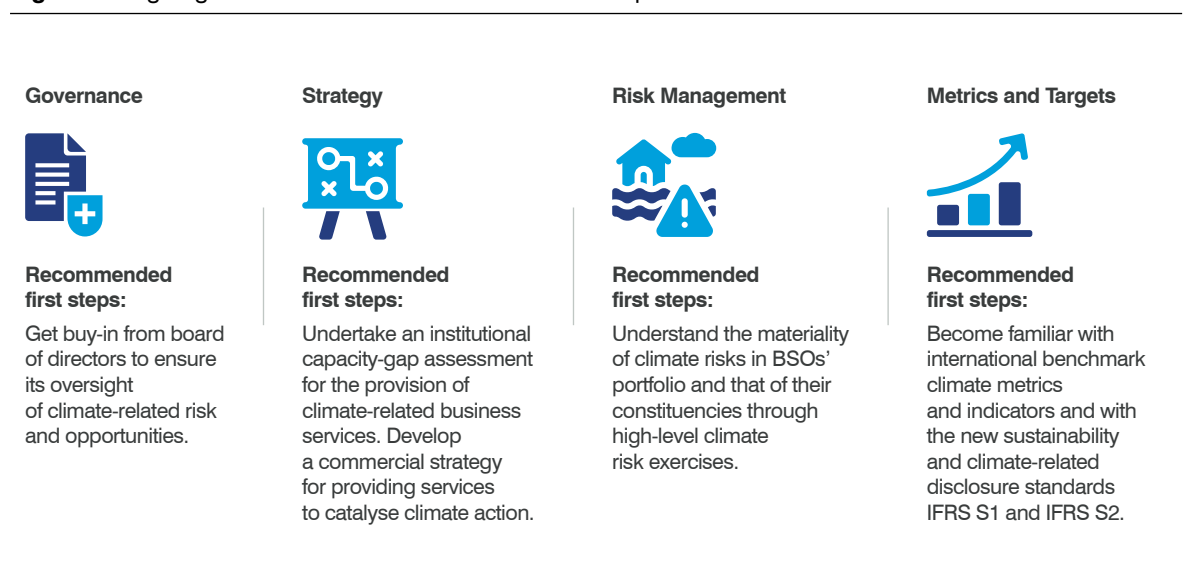 Governance
Recommended
first steps:
Get buy-in from board
of directors to ensure
its oversight
of climate-related risk
and opportunities.
Strategy
Recommended
first steps:
Undertake an institutional
capacity-gap assessment
for the provision of
climate-related business
services. Develop
a commercial strategy
for providing services
to catalyse climate action.
Risk Management
Recommended
first steps:
Understand the materiality
of climate risks in BSOs’
portfolio and that of their
constituencies through
high-level climate
risk exercises.
Metrics and Targets
Recommended
first steps:
Become familiar with
international benchmark
climate metrics
and indicators and with
the new sustainability
and climate-related
disclosure standards
IFRS S1 and IFRS S2.